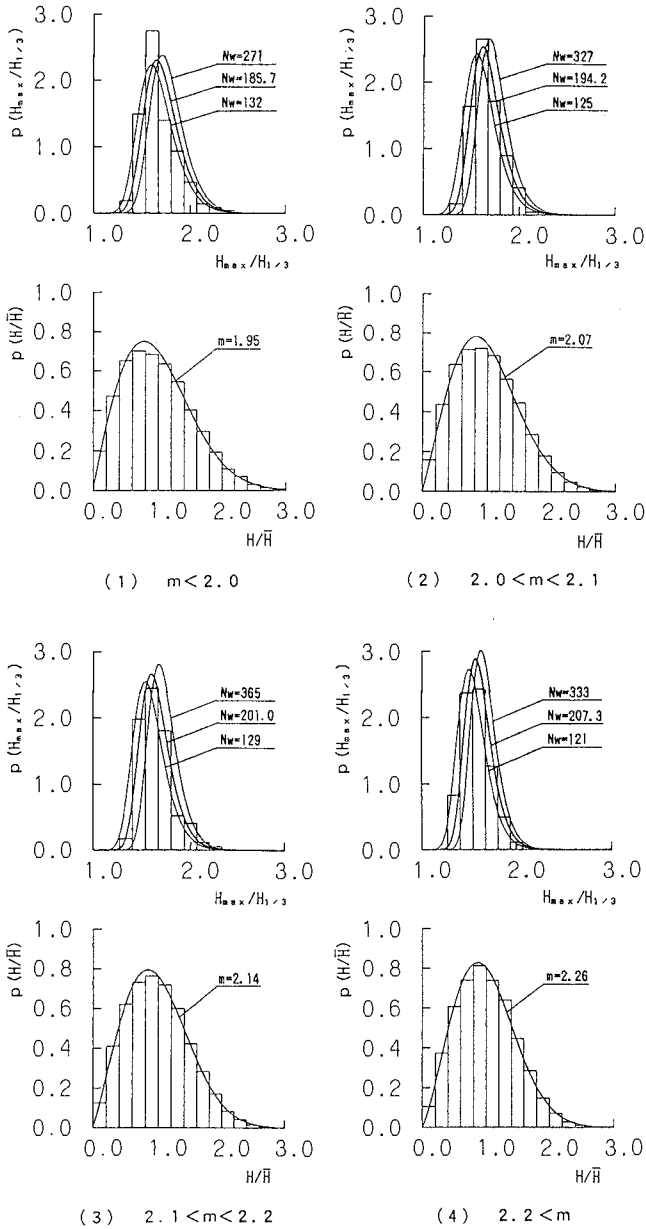 p (Hmax/H1/3)
3.0
2.0
1.0
0.0
Nw=271
Nw=185.7
Nw=132
1.0 2.0 3.0
Hmax/H1/3
p (Hmax/H1/3)
3.0
2.0
1.0
0.0
Nw=327
Nw=194.2
Nw=125
1.0 2.0 3.0
Hmax/H1/3
p (H/H̅)
1.0
0.8
0.6
0.4
0.2
0.0
m=1.95
0.0 1.0 2.0 3.0
H/H̅
p (H/H̅)
1.0
0.8
0.6
0.4
0.2
0.0
m=2.07
0.0 1.0 2.0 3.0
H/H̅
(1) m<2.0
(2) 2.0<m<2.1
p (Hmax/H1/3)
3.0
2.0
1.0
0.0
Nw=365
Nw=201.0
Nw=129
1.0 2.0 3.0
Hmax/H1/3
p (Hmax/H1/3)
3.0
2.0
1.0
0.0
Nw=333
Nw=207.3
Nw=121
1.0 2.0 3.0
Hmax/H1/3
p (H/H̅)
1.0
0.8
0.6
0.4
0.2
0.0
m=2.14
0.0 1.0 2.0 3.0
H/H̅
p (H/H̅)
1.0
0.8
0.6
0.4
0.2
0.0
m=2.26
0.0 1.0 2.0 3.0
H/H̅
(3) 2.1<m<2.2
(4) 2.2<m